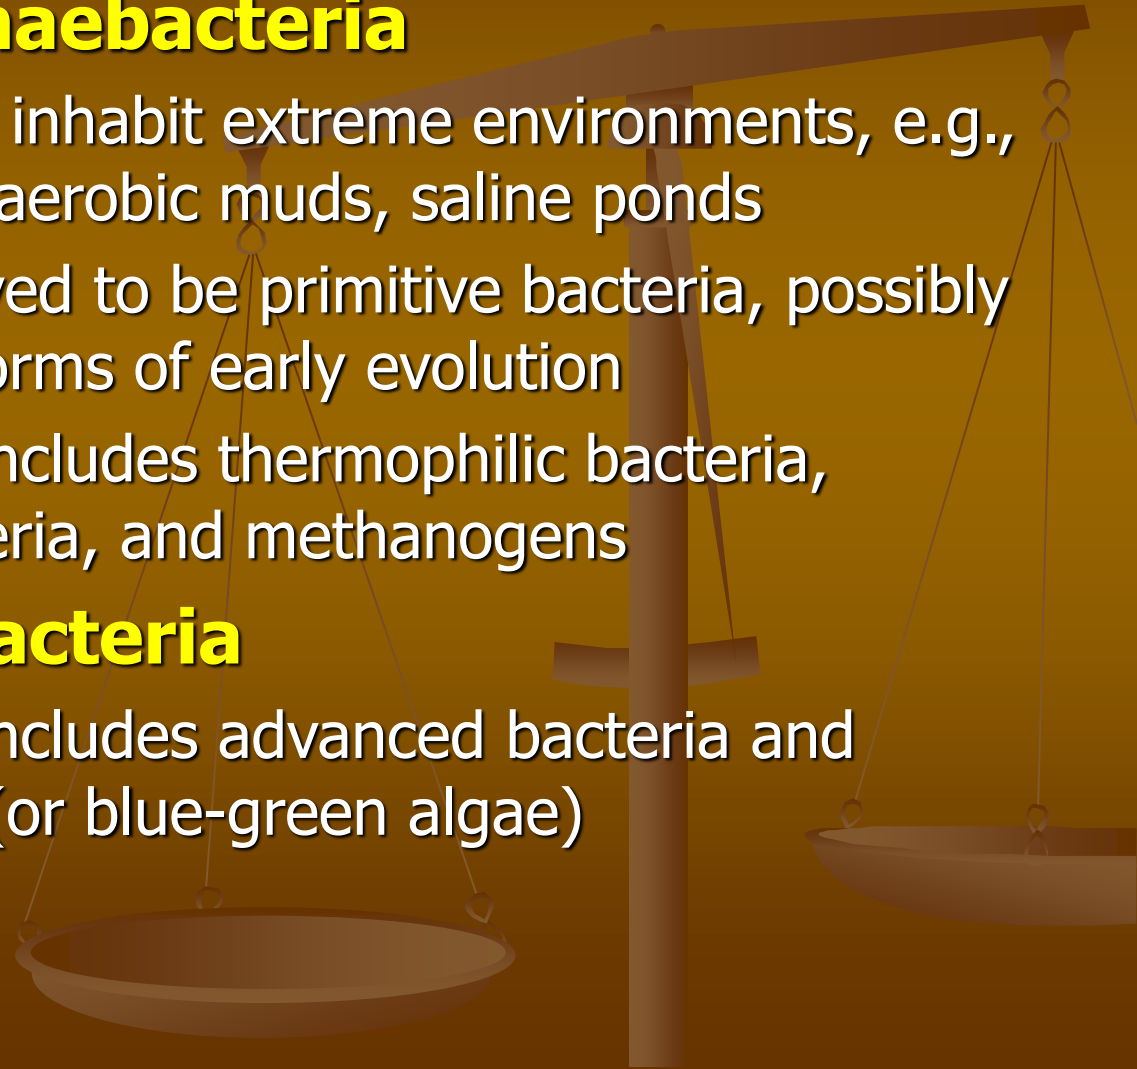 haebacteria
inhabit extreme environments, e.g.,
aerobic muds, saline ponds
ved to be primitive bacteria, possibly
orms of early evolution
ncludes thermophilic bacteria,
eria, and methanogens
acteria
ncludes advanced bacteria and
(or blue-green algae)